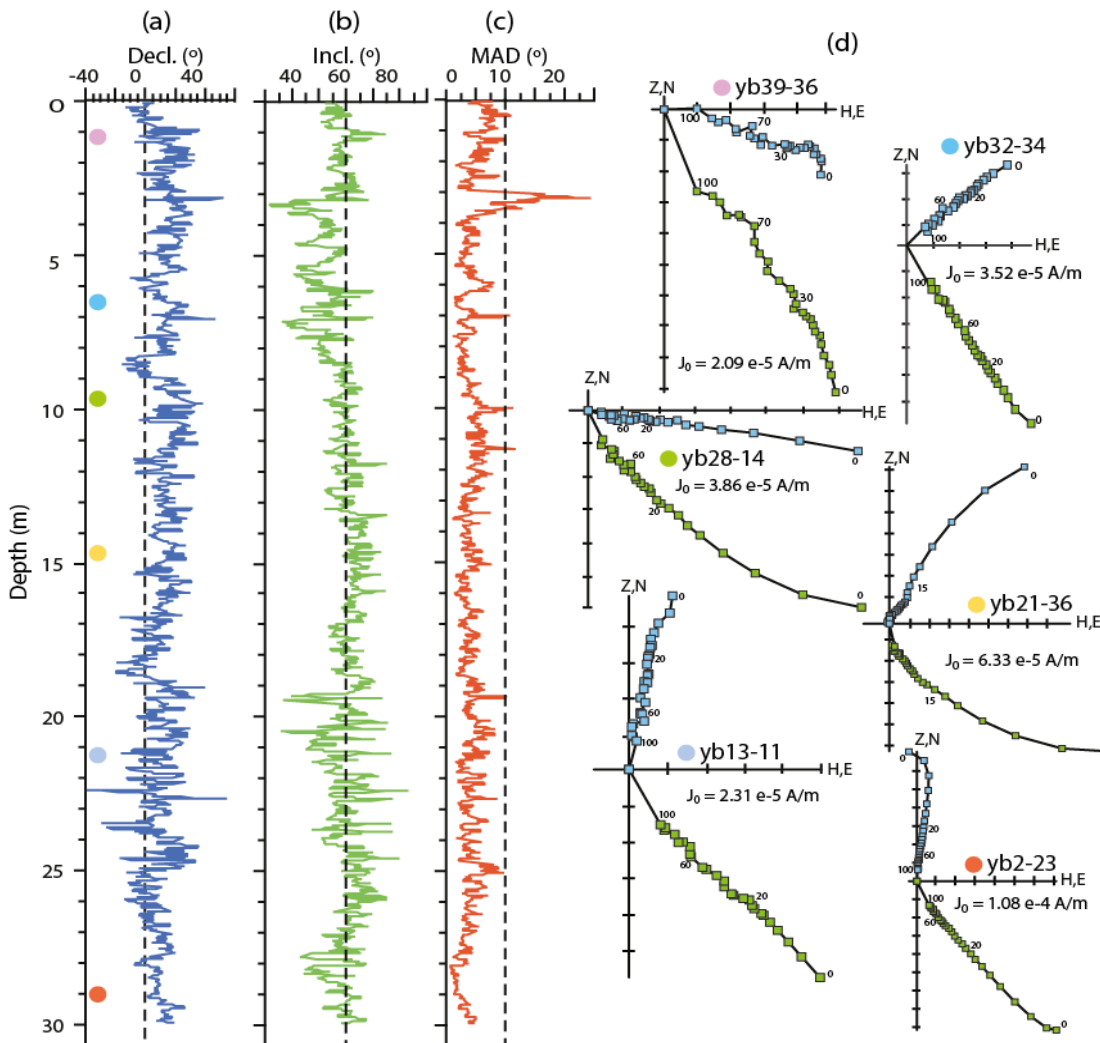 (a)
(b)
(c)
(d)
Decl. (º)
Incl. (º)
MAD (º)
-40 0 40
40 60 80
0 10 20
Depth (m)
0
5
10
15
20
25
30
yb39-36
Z,N
H,E
100
70
30
0
100
70
30
0
J₀ = 2.09 e-5 A/m
yb32-34
Z,N
H,E
0
20
60
100
J₀ = 3.52 e-5 A/m
100
60
20
0
Z,N
H,E
60
20
0
yb28-14
J₀ = 3.86 e-5 A/m
60
20
0
Z,N
H,E
0
15
yb21-36
J₀ = 6.33 e-5 A/m
15
Z,N
H,E
0
20
60
100
yb13-11
J₀ = 2.31 e-5 A/m
100
60
20
0
Z,N
H,E
0
20
60
100
yb2-23
J₀ = 1.08 e-4 A/m
100
60
20
0